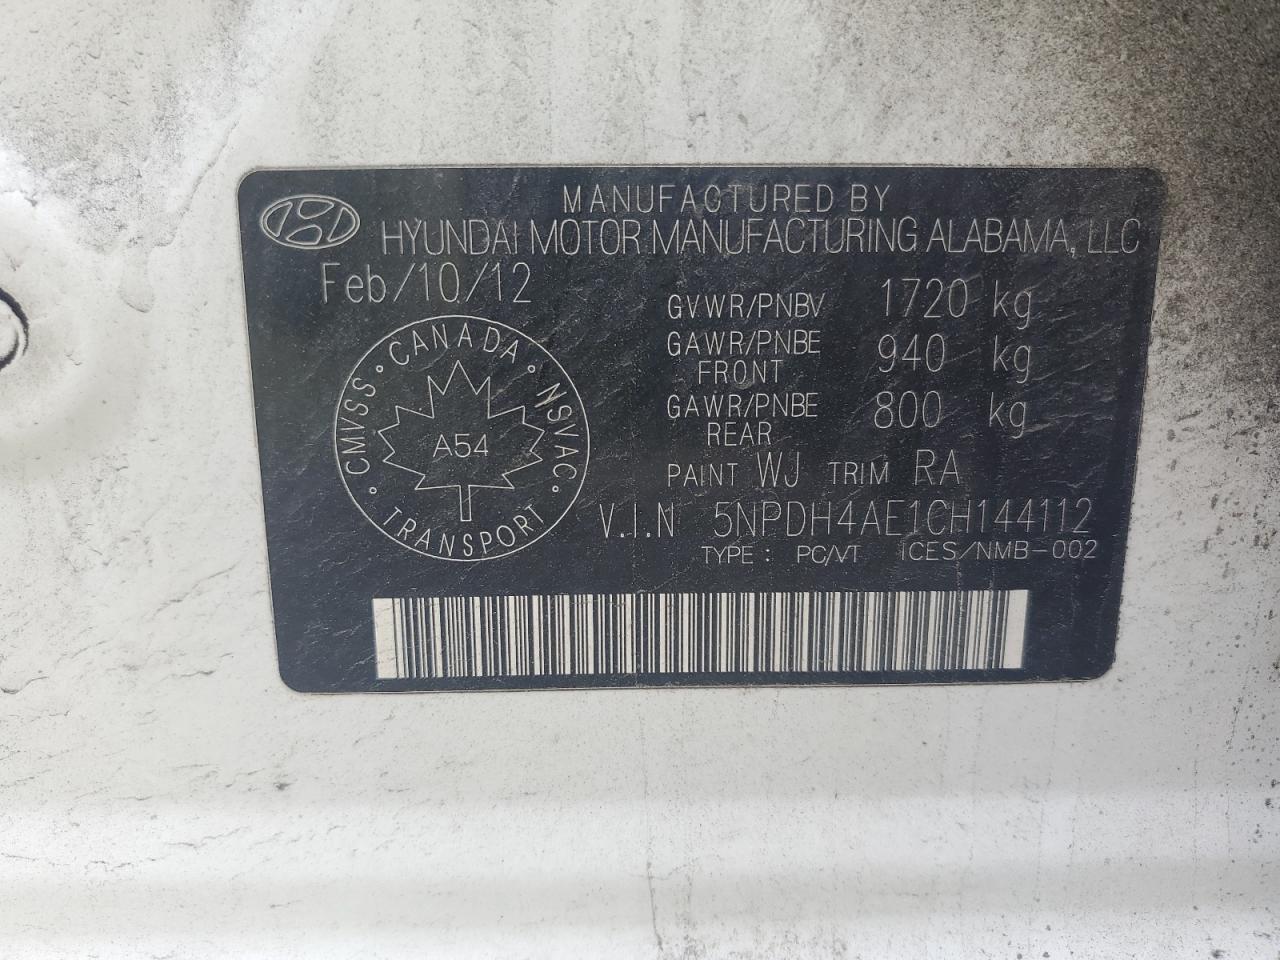 MANUFACTURED BY
HYUNDAI MOTOR MANUFACTURING ALABAMA, LLC
Feb/10/12
GVWR/PNBV 1720 kg
GAWR/PNBE FRONT 940 kg
GAWR/PNBE REAR 800 kg
PAINT WJ TRIM RA
V.I.N 5NPDH4AE1CH144112
TYPE : PC/VT ICES/NMB-002
CANADA · NSVAC · TRANSPORT · CMVSS ·
A54